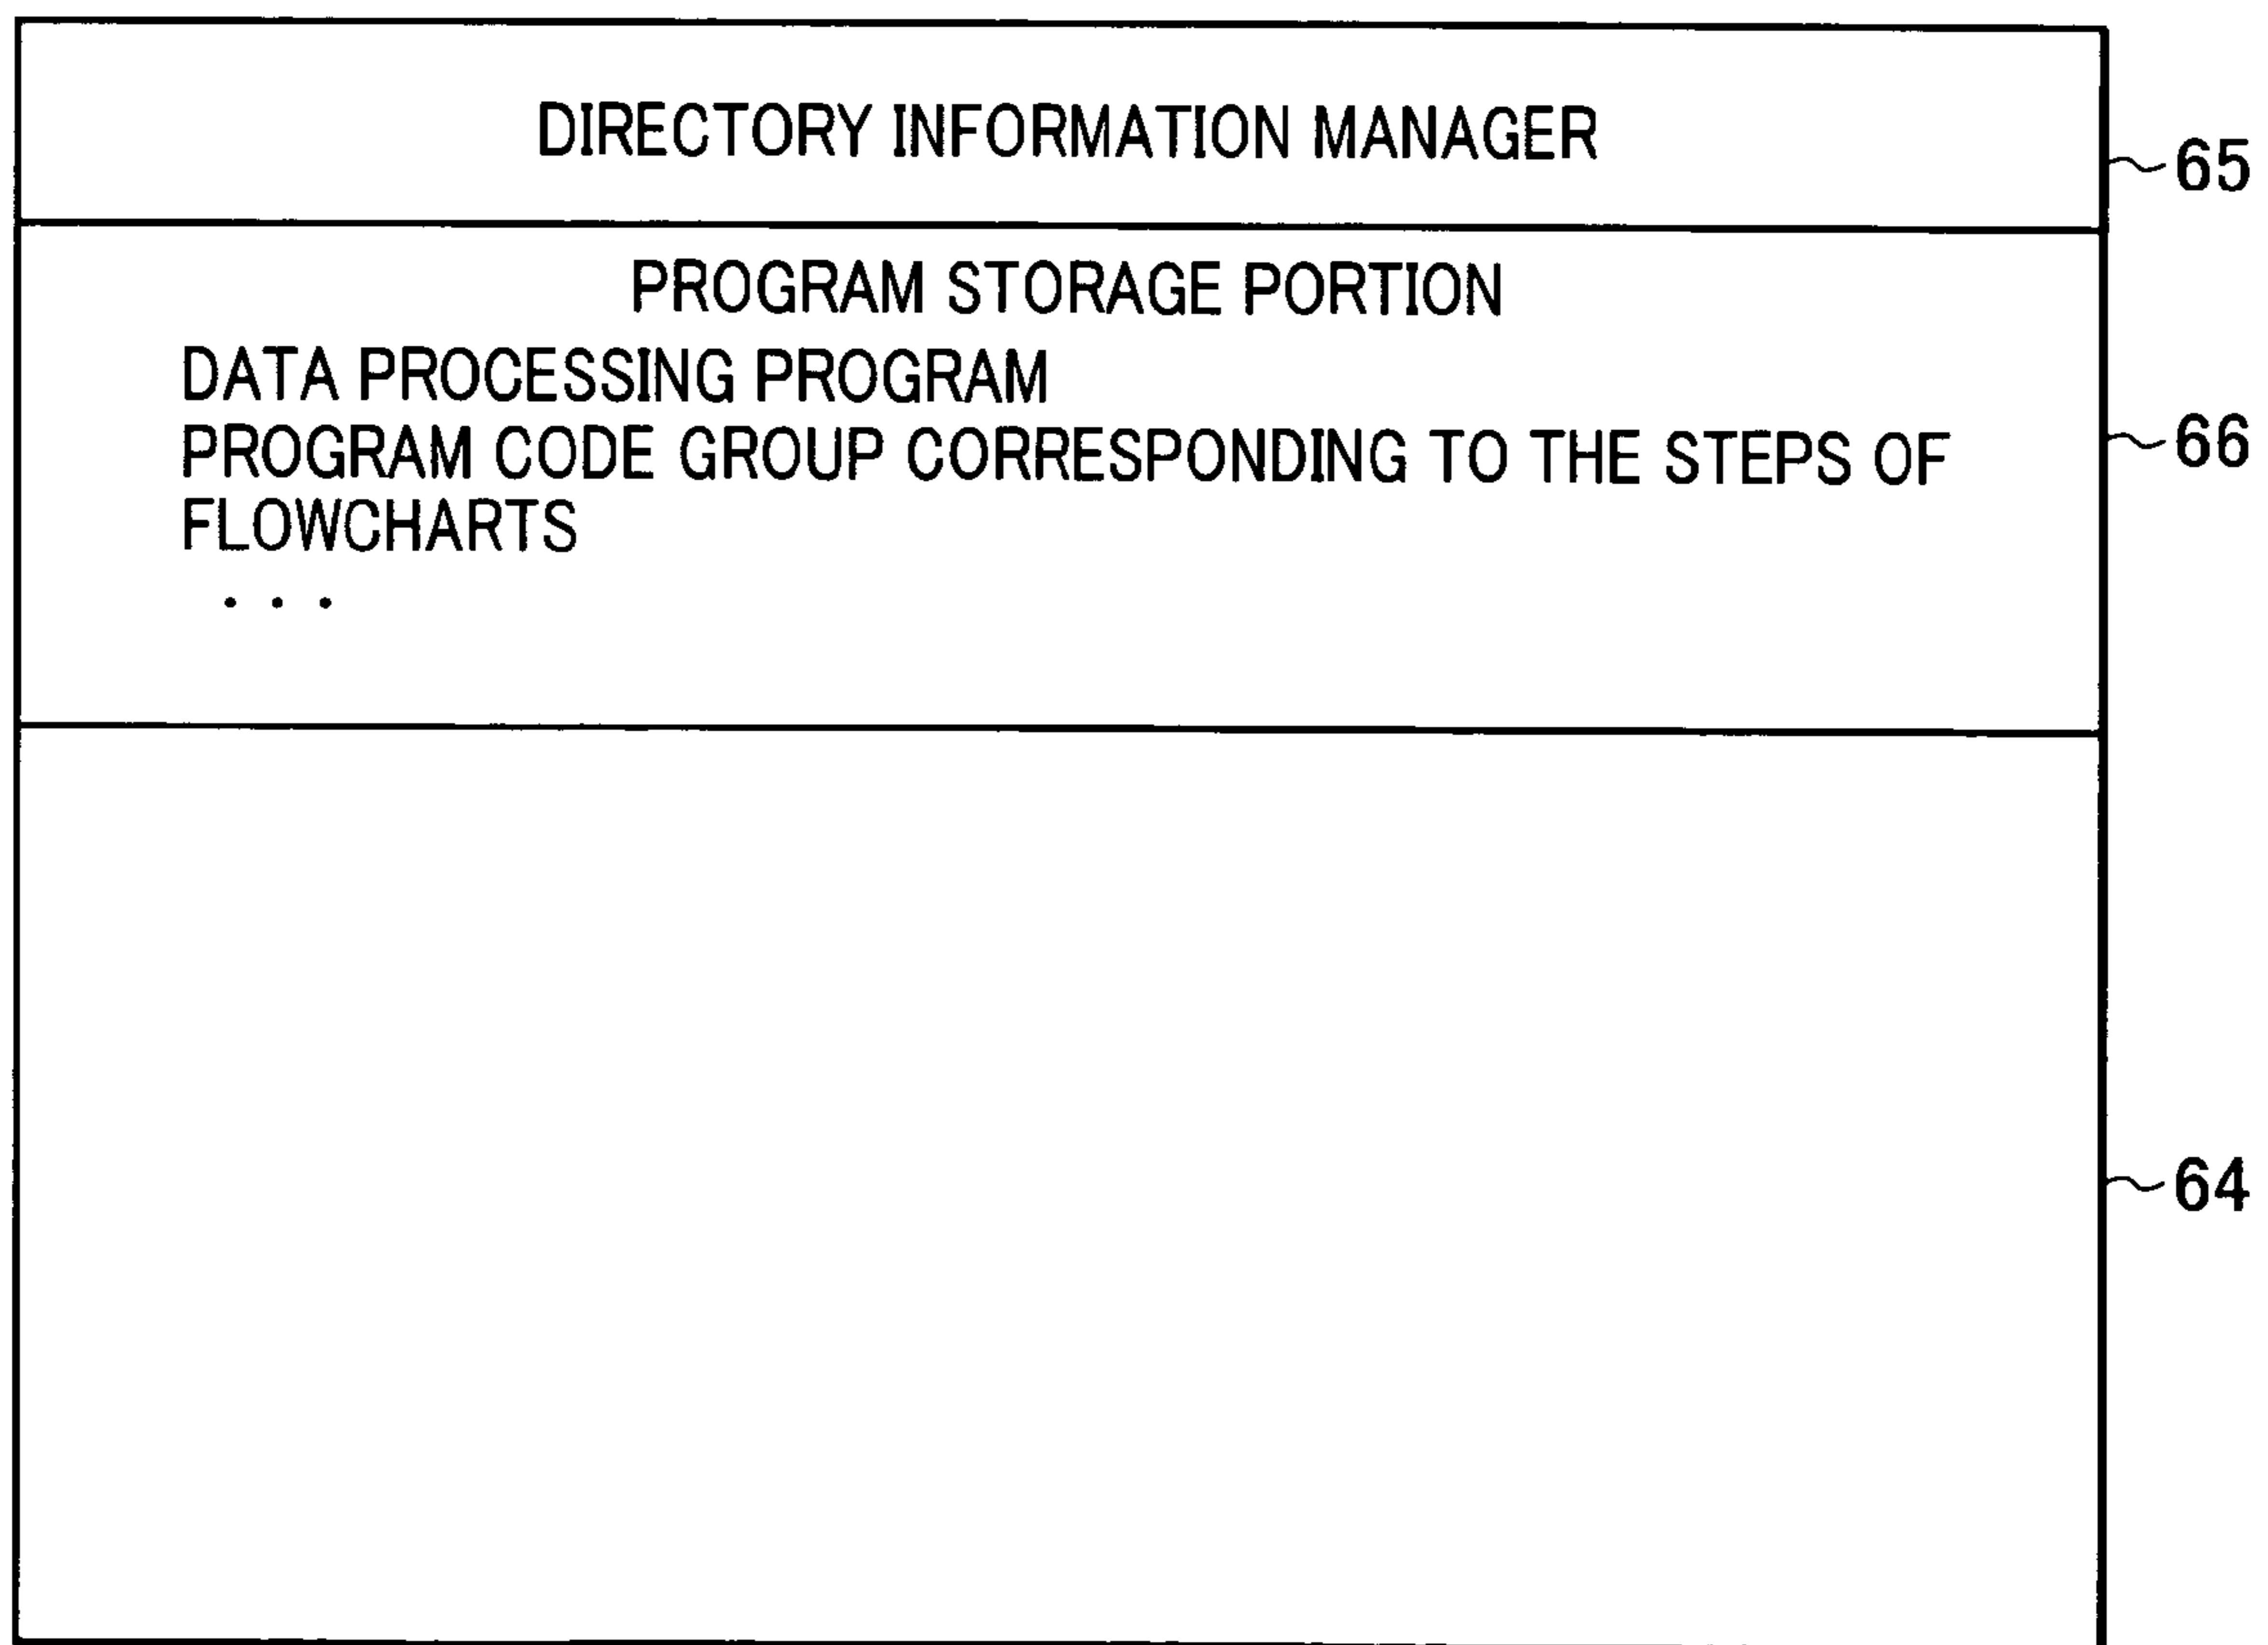 DIRECTORY INFORMATION MANAGER
65
PROGRAM STORAGE PORTION
DATA PROCESSING PROGRAM
PROGRAM CODE GROUP CORRESPONDING TO THE STEPS OF
66
FLOWCHARTS
...
64